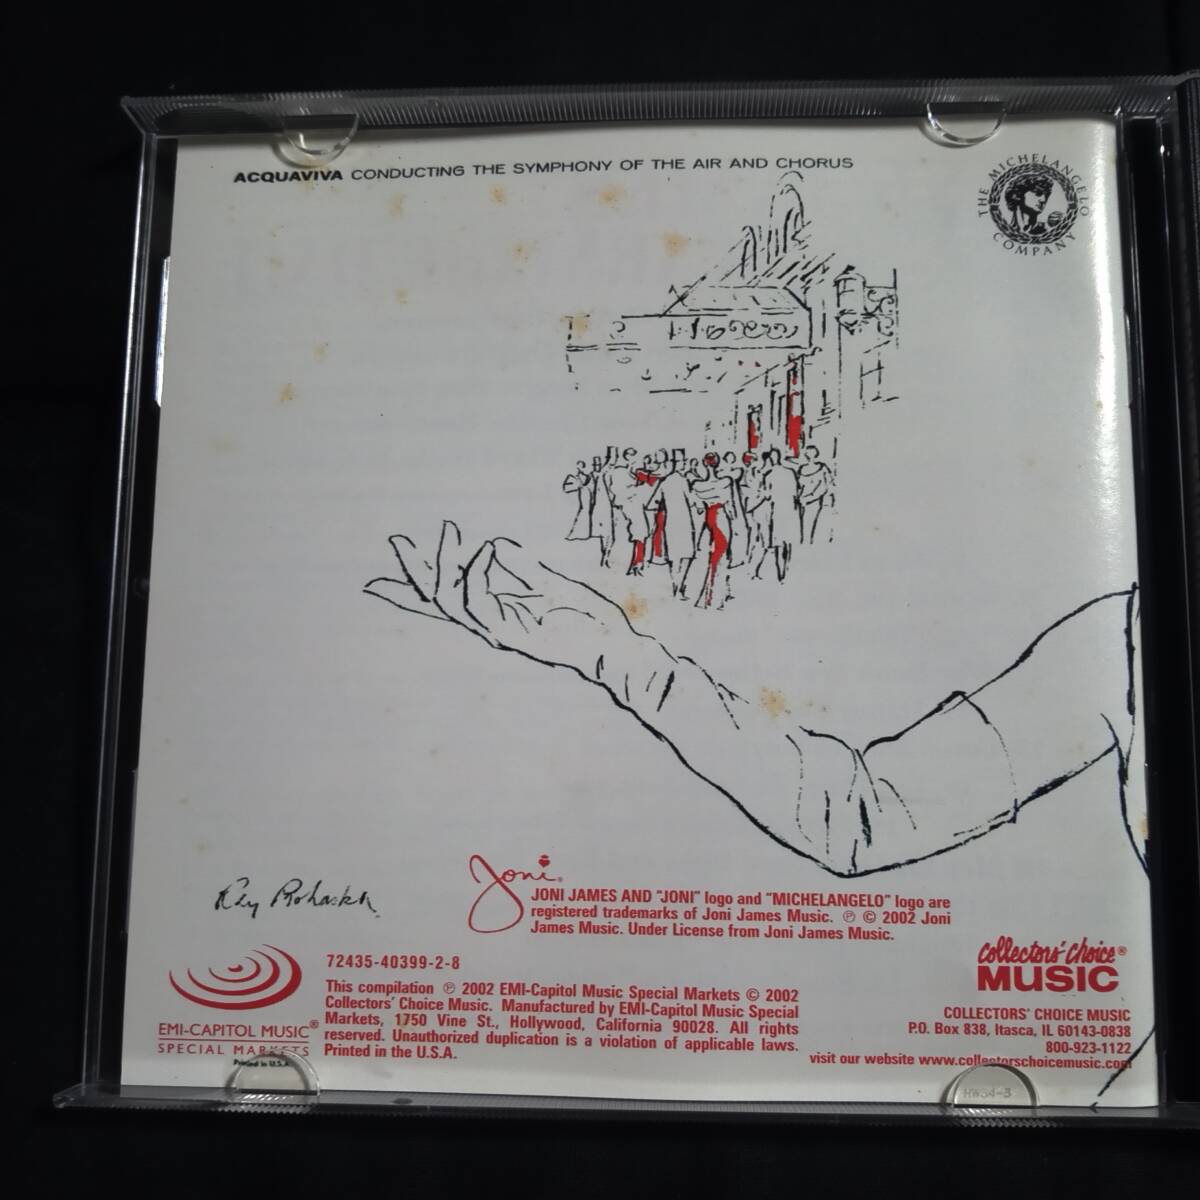 ACQUAVIVA CONDUCTING THE SYMPHONY OF THE AIR AND CHORUS
THE MICHELANGELO
COMPANY
Joni®
JONI JAMES AND "JONI" logo and "MICHELANGELO" logo are
registered trademarks of Joni James Music. ℗ © 2002 Joni
James Music. Under License from Joni James Music.
72435-40399-2-8
This compilation ℗ 2002 EMI-Capitol Music Special Markets © 2002
Collectors' Choice Music. Manufactured by EMI-Capitol Music Special
Markets, 1750 Vine St., Hollywood, California 90028. All rights
reserved. Unauthorized duplication is a violation of applicable laws.
Printed in the U.S.A.
EMI-CAPITOL MUSIC®
SPECIAL MARKETS
Printed in U.S.A
Collectors' Choice®
MUSIC
COLLECTORS' CHOICE MUSIC
P.O. Box 838, Itasca, IL 60143-0838
800-923-1122
visit our website www.collectorschoicemusic.com
HW34-3